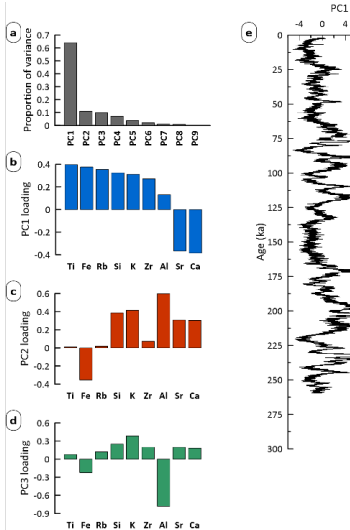 PC1
a
e
0.7
0.6
0.5
0.4
0.3
0.2
0.1
0
Proportion of variance
PC1 PC2 PC3 PC4 PC5 PC6 PC7 PC8 PC9
b
0.4
0.2
0
-0.2
-0.4
PC1 loading
Ti Fe Rb Si K Zr Al Sr Ca
c
0.6
0.4
0.2
0
-0.2
-0.4
PC2 loading
Ti Fe Rb Si K Zr Al Sr Ca
d
0.6
0.3
0
-0.3
-0.6
-0.9
PC3 loading
Ti Fe Rb Si K Zr Al Sr Ca
-4 0 4
0
25
50
75
100
125
150
175
200
225
250
275
300
Age (ka)